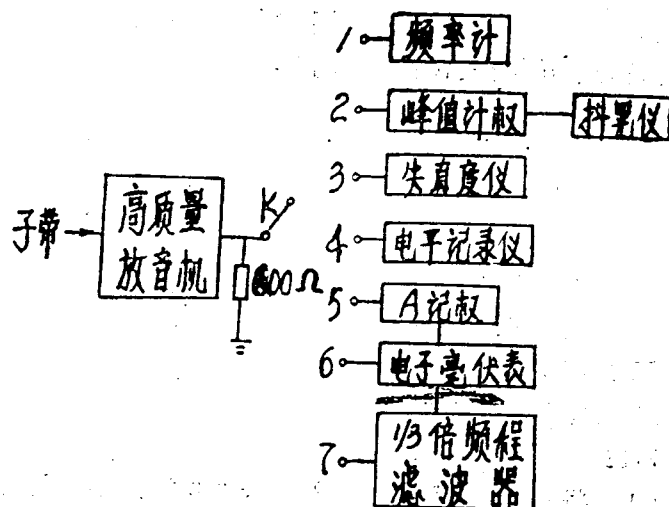 1 频率计
2 峰值计权 抖晃仪
3 失真度仪
子带 高质量放音机 K 600Ω
4 电平记录仪
5 A记权
6 电子毫伏表
7 1/3倍频程滤波器